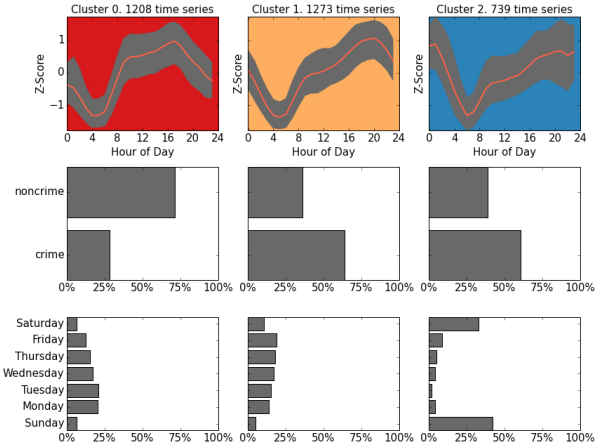 Cluster 0. 1208 time series
Cluster 1. 1273 time series
Cluster 2. 739 time series
Z-Score
1
0
−1
0 4 8 12 16 20 24
Hour of Day
Z-Score
0 4 8 12 16 20 24
Hour of Day
Z-Score
0 4 8 12 16 20 24
Hour of Day
noncrime
crime
0% 25% 50% 75% 100%
0% 25% 50% 75% 100%
0% 25% 50% 75% 100%
Saturday
Friday
Thursday
Wednesday
Tuesday
Monday
Sunday
0% 25% 50% 75% 100%
0% 25% 50% 75% 100%
0% 25% 50% 75% 100%